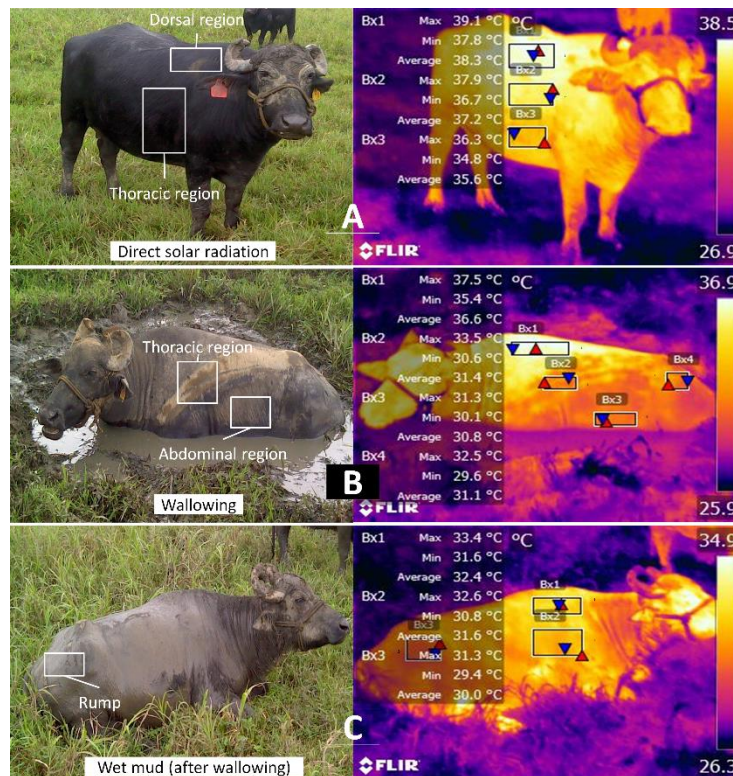 Dorsal region
Thoracic region
A
Direct solar radiation
Bx1 Max 39.1 °C
Min 37.8 °C
Average 38.3 °C
Bx2 Max 37.9 °C
Min 36.7 °C
Average 37.2 °C
Bx3 Max 36.3 °C
Min 34.8 °C
Average 35.6 °C
°C
38.5
Bx2
Bx3
26.9
FLIR
Thoracic region
Abdominal region
B
Wallowing
Bx1 Max 37.5 °C
Min 35.4 °C
Average 36.6 °C
Bx2 Max 33.5 °C
Min 30.6 °C
Average 31.4 °C
Bx3 Max 31.3 °C
Min 30.1 °C
Average 30.8 °C
Bx4 Max 32.5 °C
Min 29.6 °C
Average 31.1 °C
°C
36.9
Bx1
Bx2
Bx4
Bx3
25.9
FLIR
Rump
C
Wet mud (after wallowing)
Bx1 Max 33.4 °C
Min 31.6 °C
Average 32.4 °C
Bx2 Max 32.6 °C
Min 30.8 °C
Average 31.6 °C
Bx3 Max 31.3 °C
Min 29.4 °C
Average 30.0 °C
°C
34.9
Bx1
Bx2
Bx3
26.3
FLIR